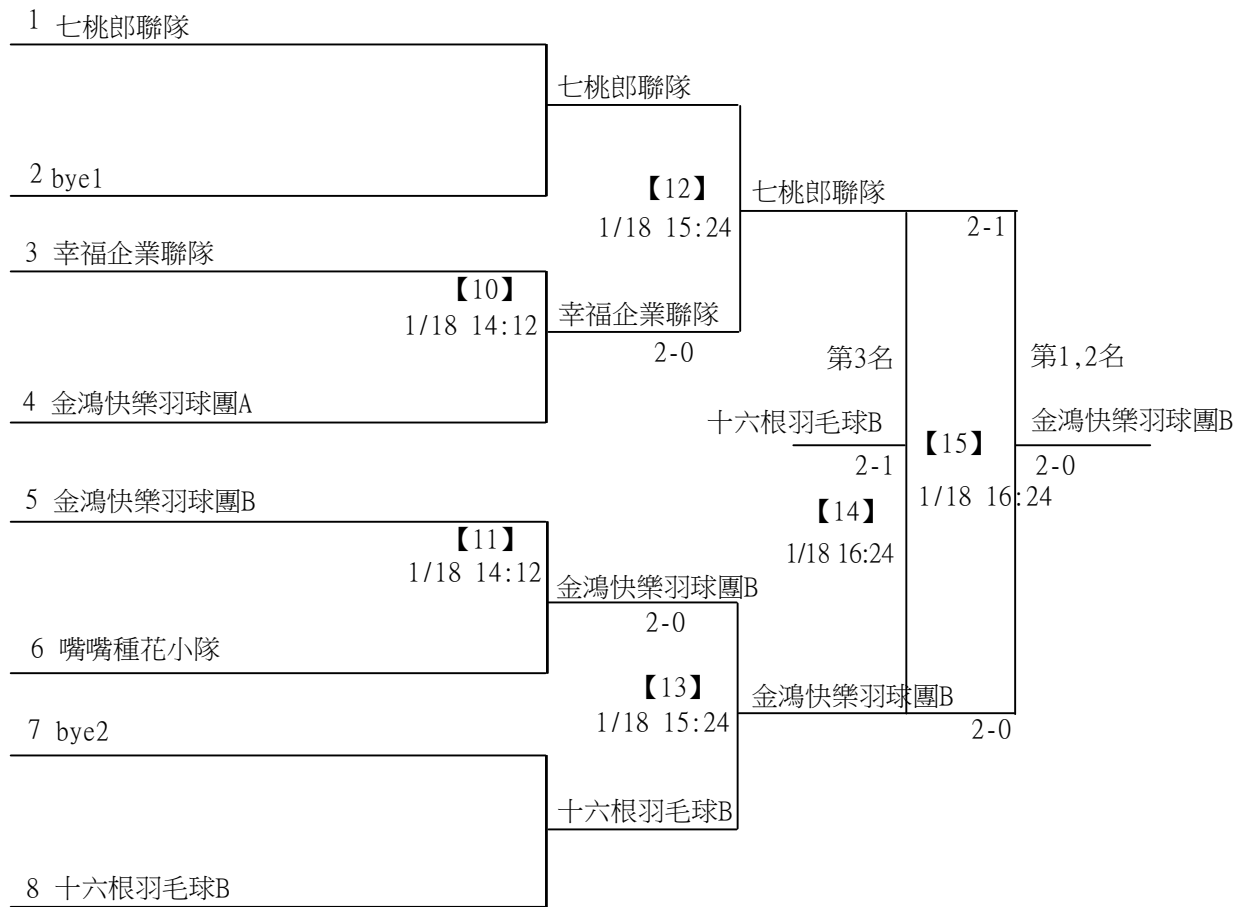 1 七桃郎聯隊
七桃郎聯隊
2 bye1
【12】
七桃郎聯隊
1/18 15:24
2-1
3 幸福企業聯隊
【10】
1/18 14:12
幸福企業聯隊
2-0
第3名
第1,2名
4 金鴻快樂羽球團A
十六根羽毛球B
金鴻快樂羽球團B
【15】
2-1
2-0
1/18 16:24
5 金鴻快樂羽球團B
【14】
1/18 16:24
【11】
1/18 14:12
金鴻快樂羽球團B
2-0
6 嘴嘴種花小隊
【13】
金鴻快樂羽球團B
1/18 15:24
2-0
7 bye2
十六根羽毛球B
8 十六根羽毛球B